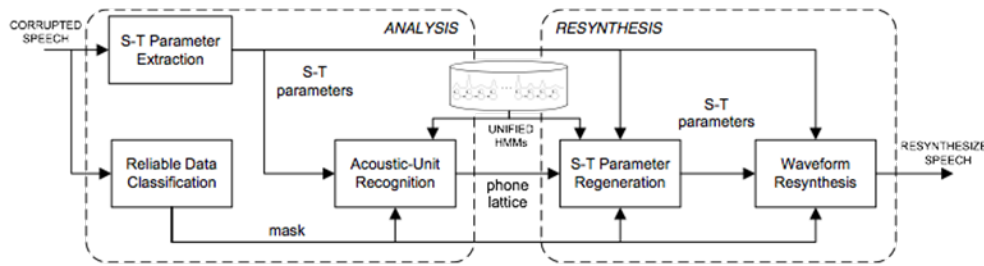 CORRUPTED
SPEECH
ANALYSIS
RESYNTHESIS
S-T Parameter
Extraction
S-T
parameters
UNIFIED
HMMs
S-T
parameters
RESYNTHESIZE
SPEECH
Reliable Data
Classification
Acoustic-Unit
Recognition
phone
lattice
S-T Parameter
Regeneration
Waveform
Resynthesis
mask